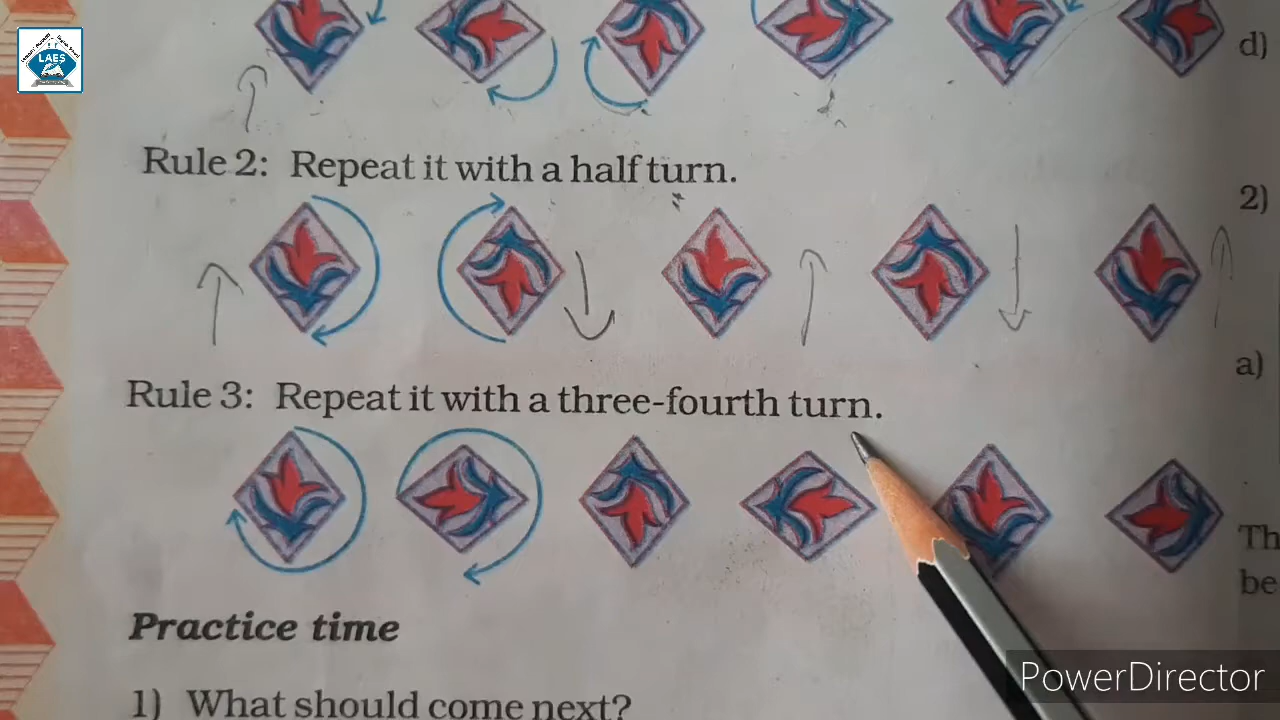 LAES
d)
Rule 2: Repeat it with a half turn.
2)
a)
Rule 3: Repeat it with a three-fourth turn.
Th
be
Practice time
1) What should come next?
PowerDirector